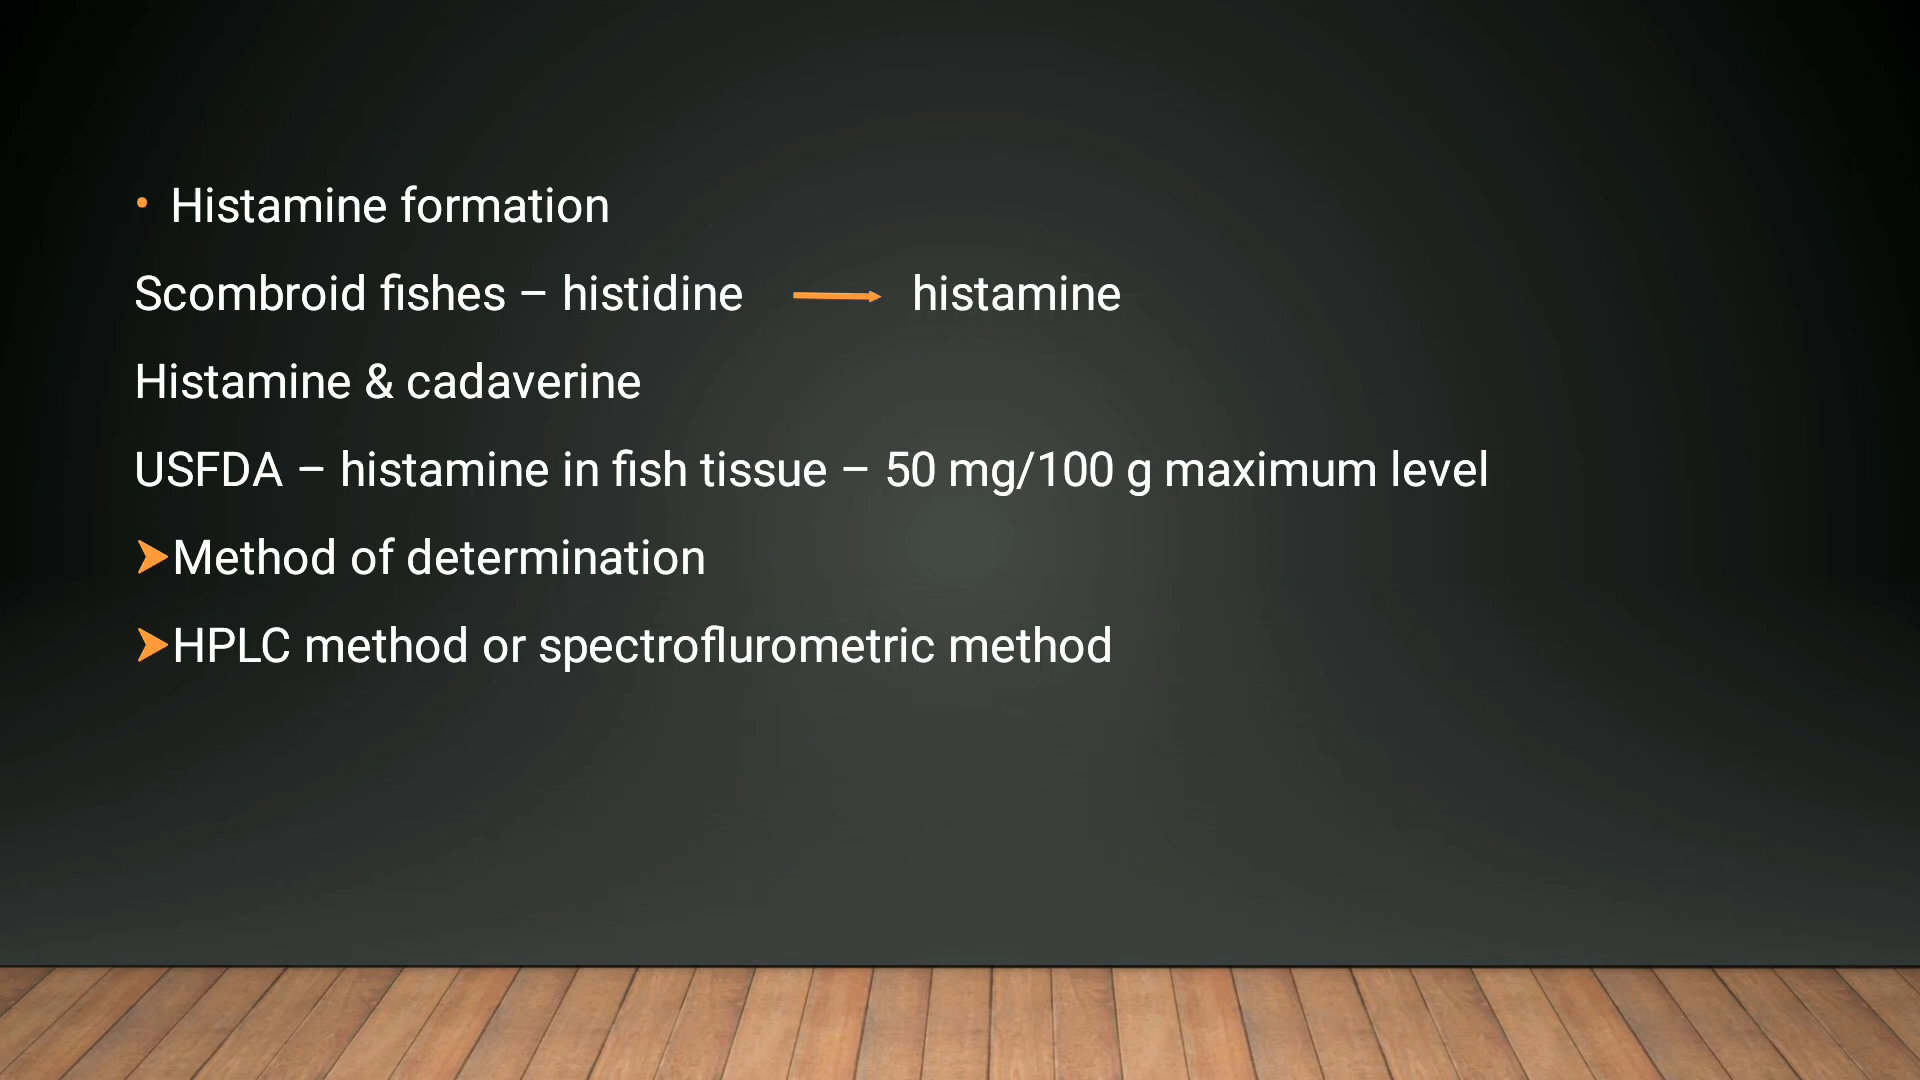 • Histamine formation
Scombroid fishes – histidine → histamine
Histamine & cadaverine
USFDA – histamine in fish tissue – 50 mg/100 g maximum level
➤Method of determination
➤HPLC method or spectroflurometric method